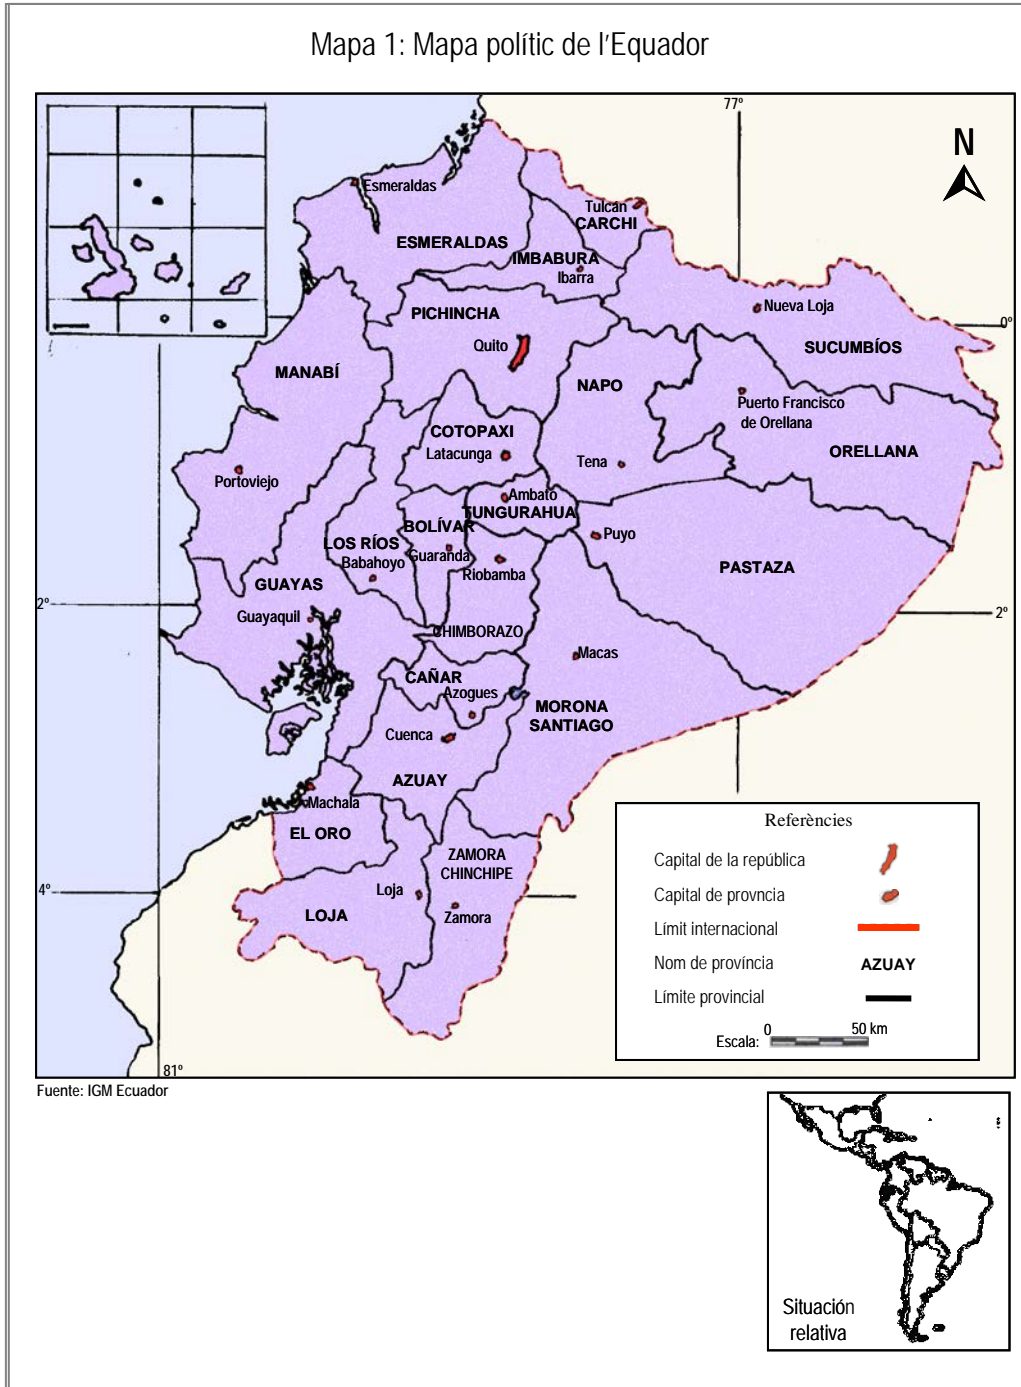 Mapa 1: Mapa polític de l'Equador
77º
N
Esmeraldas
Tulcán
CARCHI
ESMERALDAS
IMBABURA
Ibarra
Nueva Loja
PICHINCHA
0º
Quito
SUCUMBÍOS
MANABÍ
NAPO
Puerto Francisco
de Orellana
COTOPAXI
Latacunga
ORELLANA
Tena
Portoviejo
Ambato
TUNGURAHUA
BOLÍVAR
LOS RÍOS
Guaranda
Puyo
Babahoyo
Riobamba
PASTAZA
GUAYAS
2º
Guayaquil
2º
CHIMBORAZO
Macas
CAÑAR
Azogues
MORONA
SANTIAGO
Cuenca
AZUAY
Machala
EL ORO
ZAMORA
CHINCHIPE
4º
Loja
LOJA
Zamora
81º
Referències
Capital de la república
Capital de provncia
Límit internacional
Nom de província
AZUAY
Límite provincial
Escala:
0
50 km
Fuente: IGM Ecuador
Situación
relativa